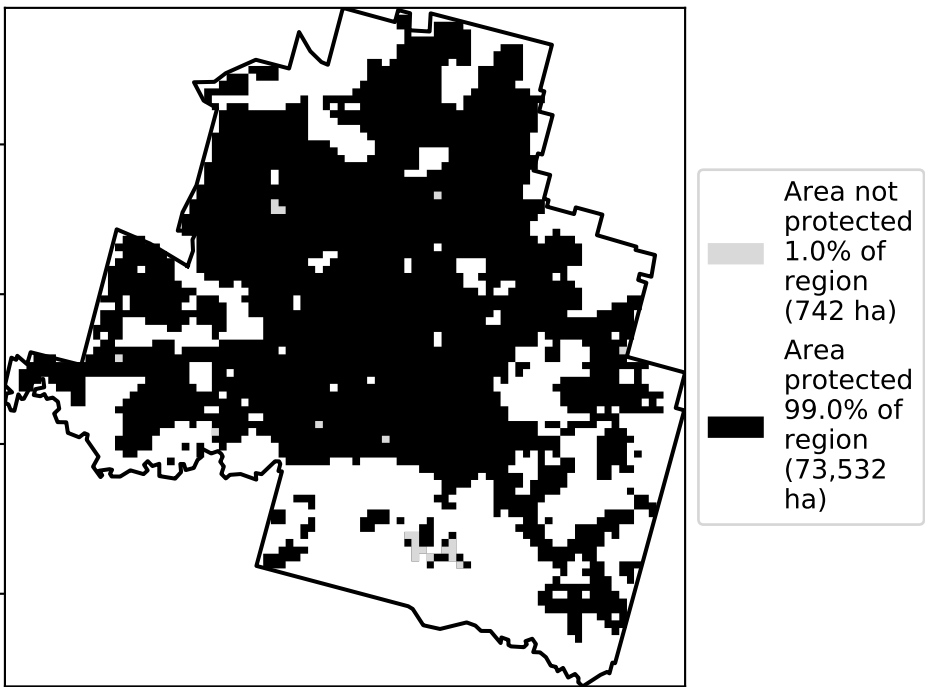 Area not
protected
1.0% of
region
(742 ha)
Area
protected
99.0% of
region
(73,532
ha)